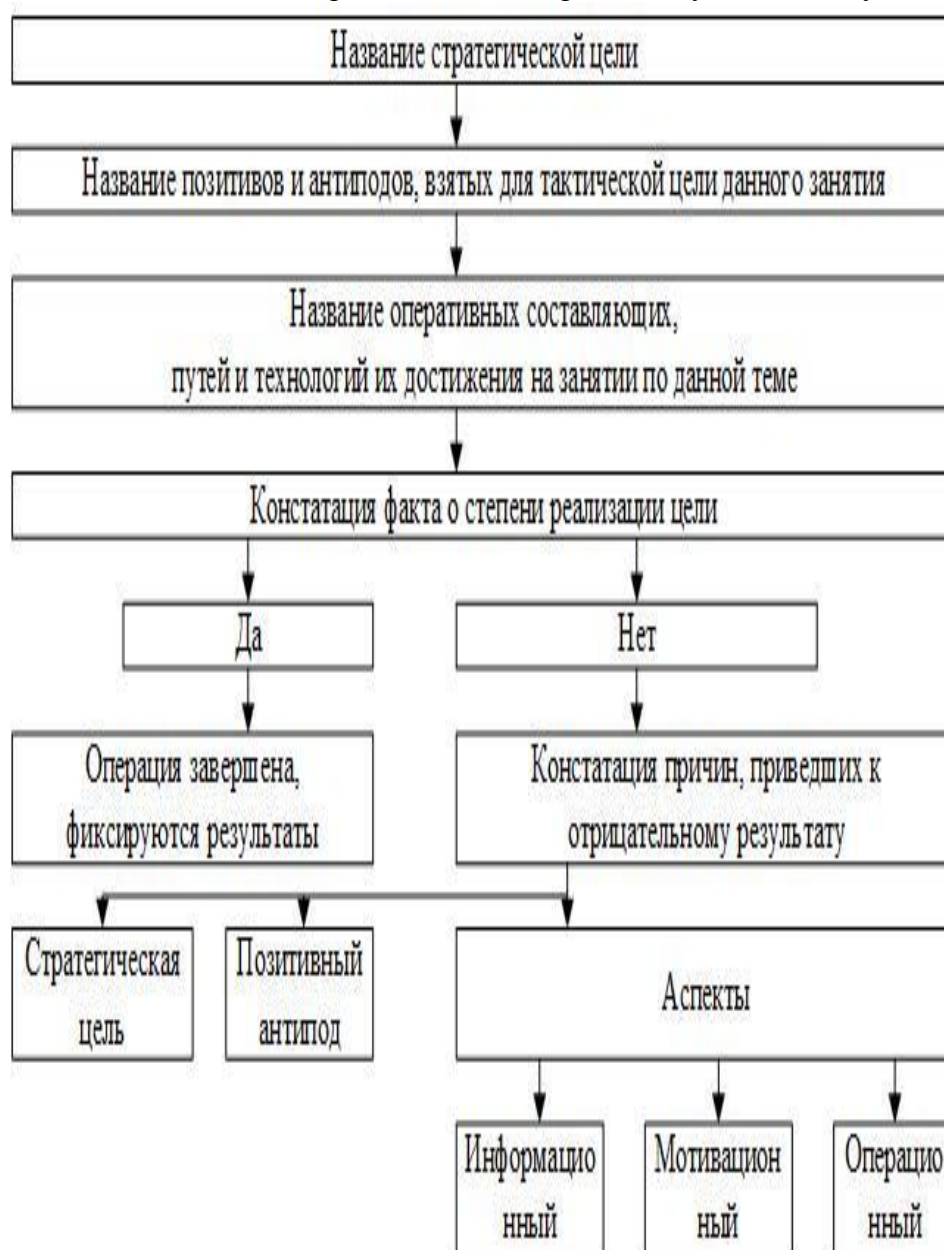 Название стратегической цели
Название позитивов и антиподов, взятых для тактической цели данного занятия
Название оперативных составляющих,
путей и технологий их достижения на занятии по данной теме
Констатация факта о степени реализации цели
Да
Нет
Операция завершена,
фиксируются результаты
Констатация причин, приведших к
отрицательному результату
Стратегическая
цель
Позитивный
антипод
Аспекты
Информацио
нный
Мотивацион
ный
Операцио
нный